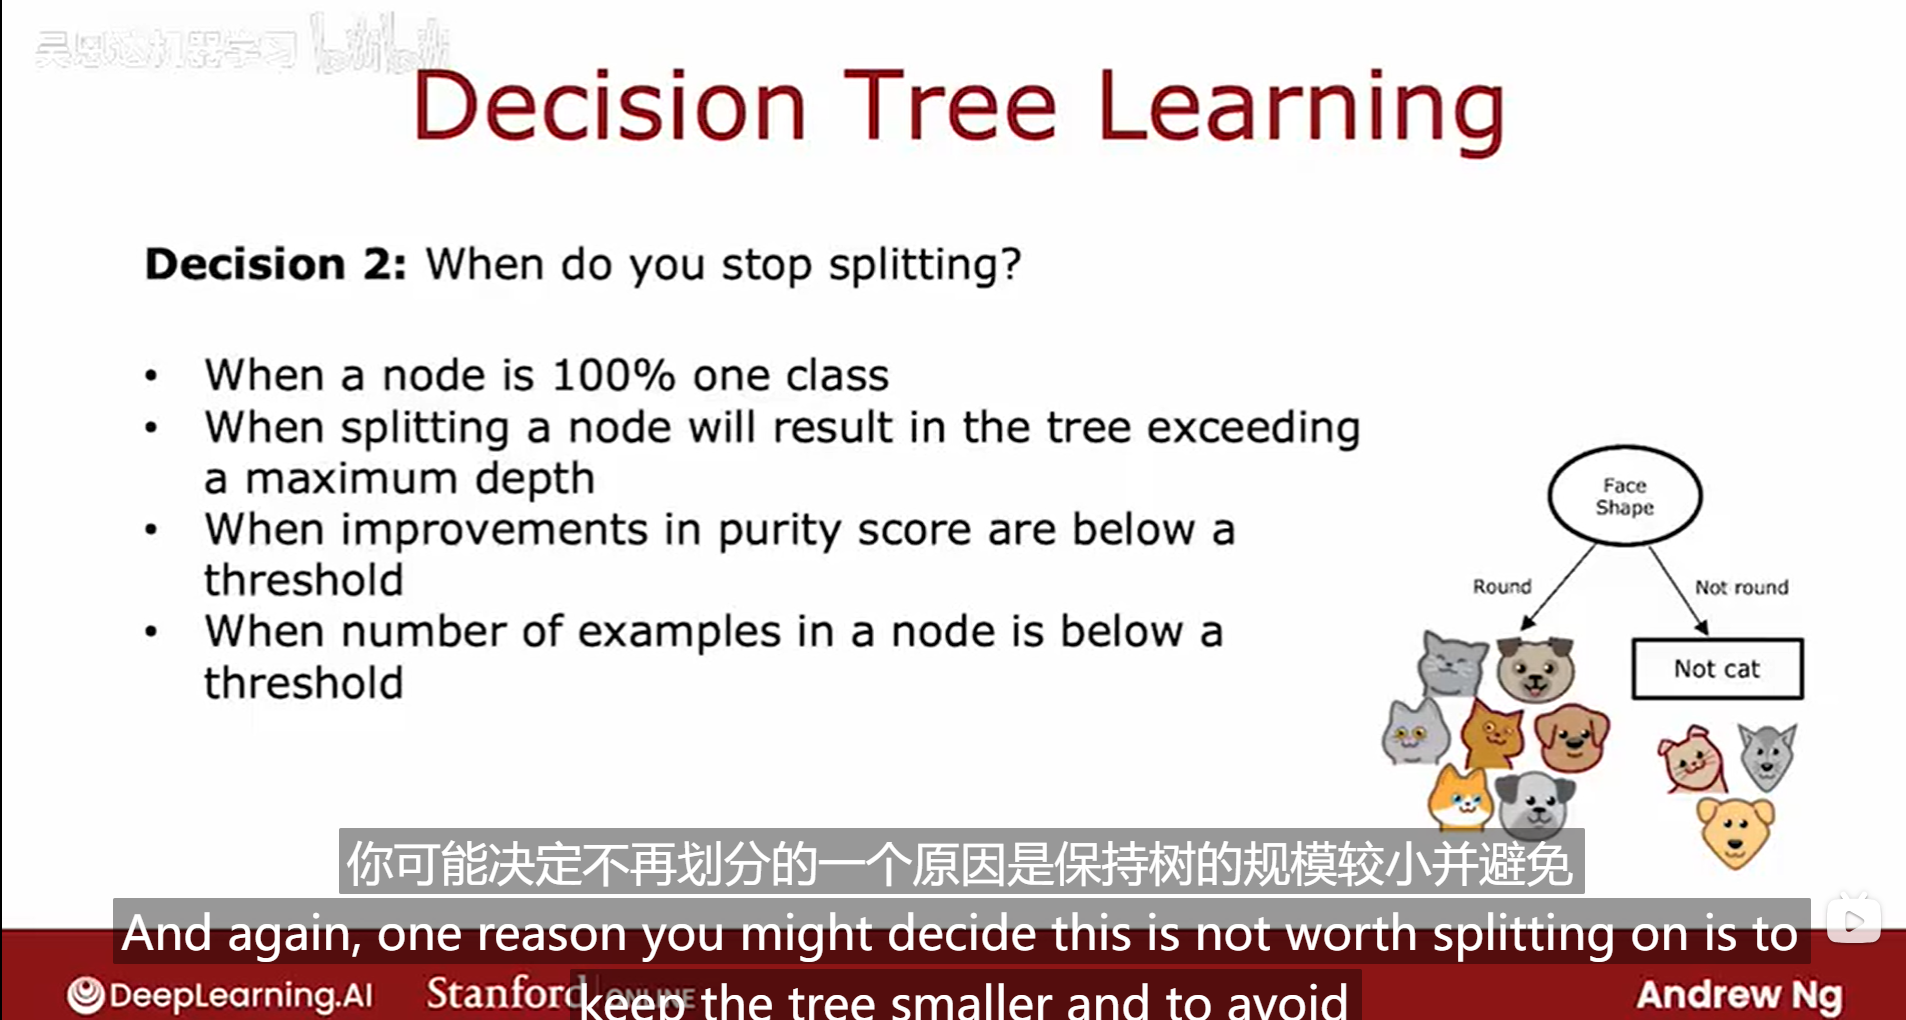 吴恩达机器学习 bilibili
Decision Tree Learning
Decision 2: When do you stop splitting?
• When a node is 100% one class
• When splitting a node will result in the tree exceeding
a maximum depth
• When improvements in purity score are below a
threshold
• When number of examples in a node is below a
threshold
Face
Shape
Round
Not round
Not cat
你可能决定不再划分的一个原因是保持树的规模较小并避免
And again, one reason you might decide this is not worth splitting on is to
keep the tree smaller and to avoid
DeepLearning.AI
Stanford ONLINE
Andrew Ng